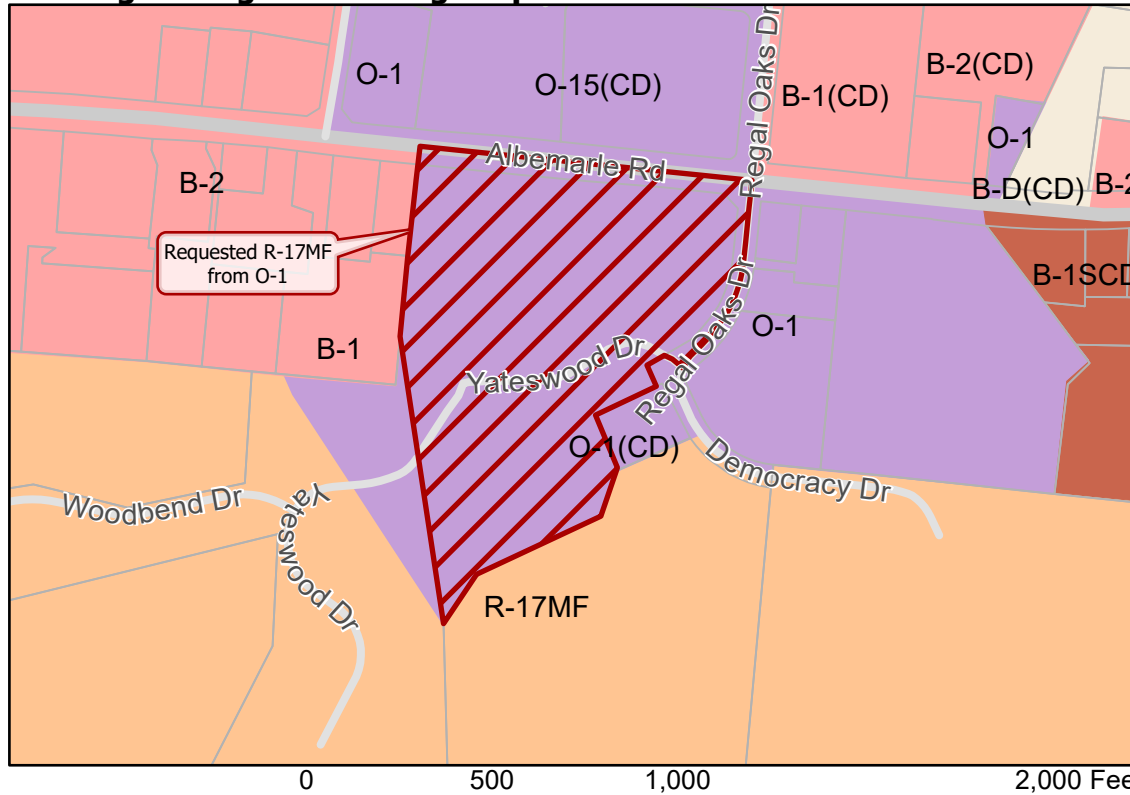 O-1
O-15(CD)
Regal Oaks Dr
B-1(CD)
B-2(CD)
O-1
Albemarle Rd
B-2
B-D(CD)
B-2
Requested R-17MF
from O-1
B-1SCD
O-1
B-1
Regal Oaks Dr
Yateswood Dr
O-1(CD)
Democracy Dr
Woodbend Dr
Yateswood Dr
R-17MF
0 500 1,000 2,000 Fee